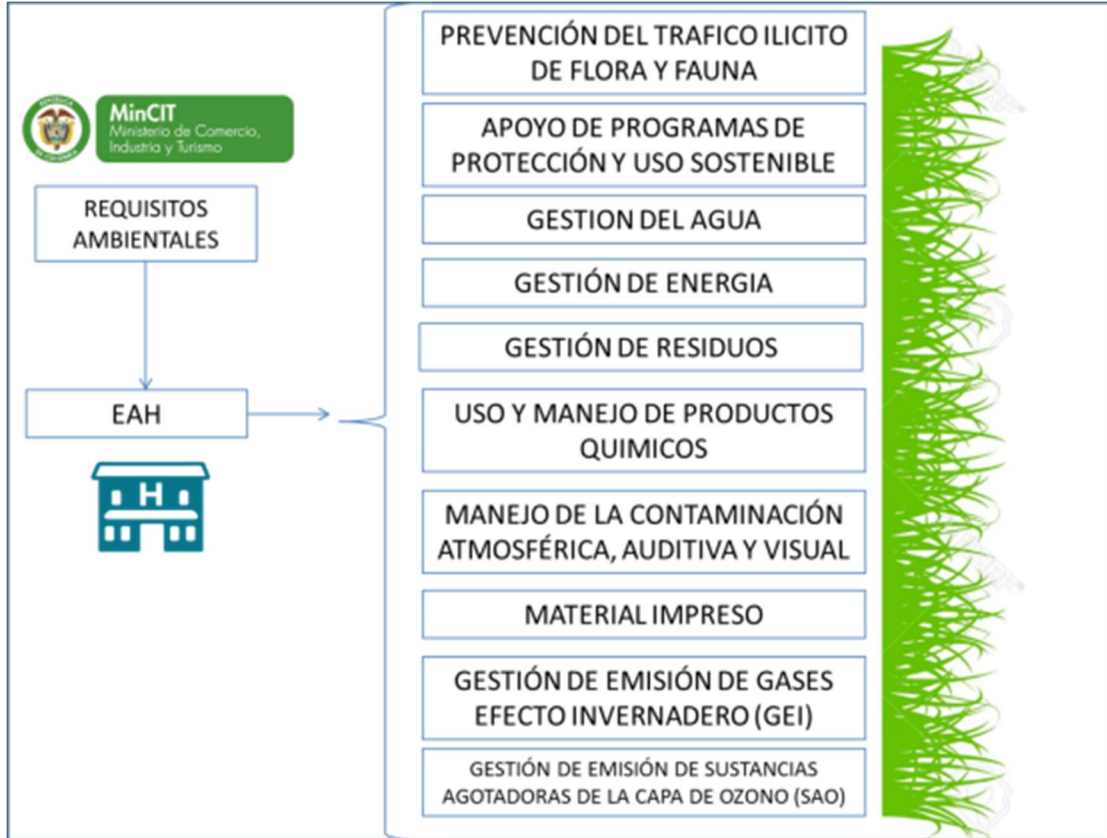 PREVENCIÓN DEL TRAFICO ILICITO
DE FLORA Y FAUNA
REPÚBLICA
DE COLOMBIA
MinCIT
Ministerio de Comercio,
Industria y Turismo
APOYO DE PROGRAMAS DE
PROTECCIÓN Y USO SOSTENIBLE
REQUISITOS
AMBIENTALES
GESTION DEL AGUA
GESTIÓN DE ENERGIA
GESTIÓN DE RESIDUOS
EAH
USO Y MANEJO DE PRODUCTOS
QUIMICOS
H
MANEJO DE LA CONTAMINACIÓN
ATMOSFÉRICA, AUDITIVA Y VISUAL
MATERIAL IMPRESO
GESTIÓN DE EMISIÓN DE GASES
EFECTO INVERNADERO (GEI)
GESTIÓN DE EMISIÓN DE SUSTANCIAS
AGOTADORAS DE LA CAPA DE OZONO (SAO)